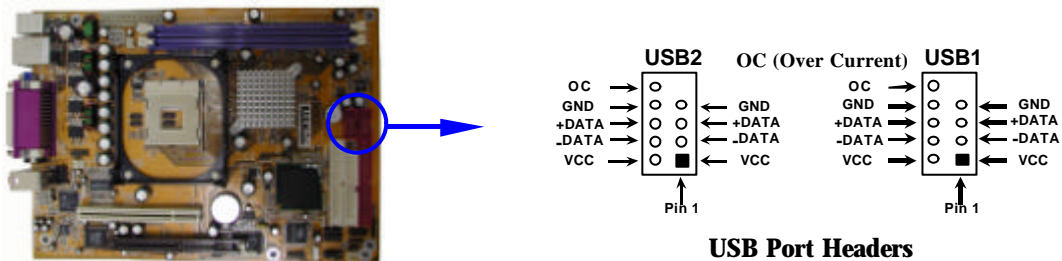 USB2 OC (Over Current) USB1
OC
GND GND
+DATA +DATA
-DATA -DATA
VCC VCC
Pin 1
OC
GND GND
+DATA +DATA
-DATA -DATA
VCC VCC
Pin 1
USB Port Headers